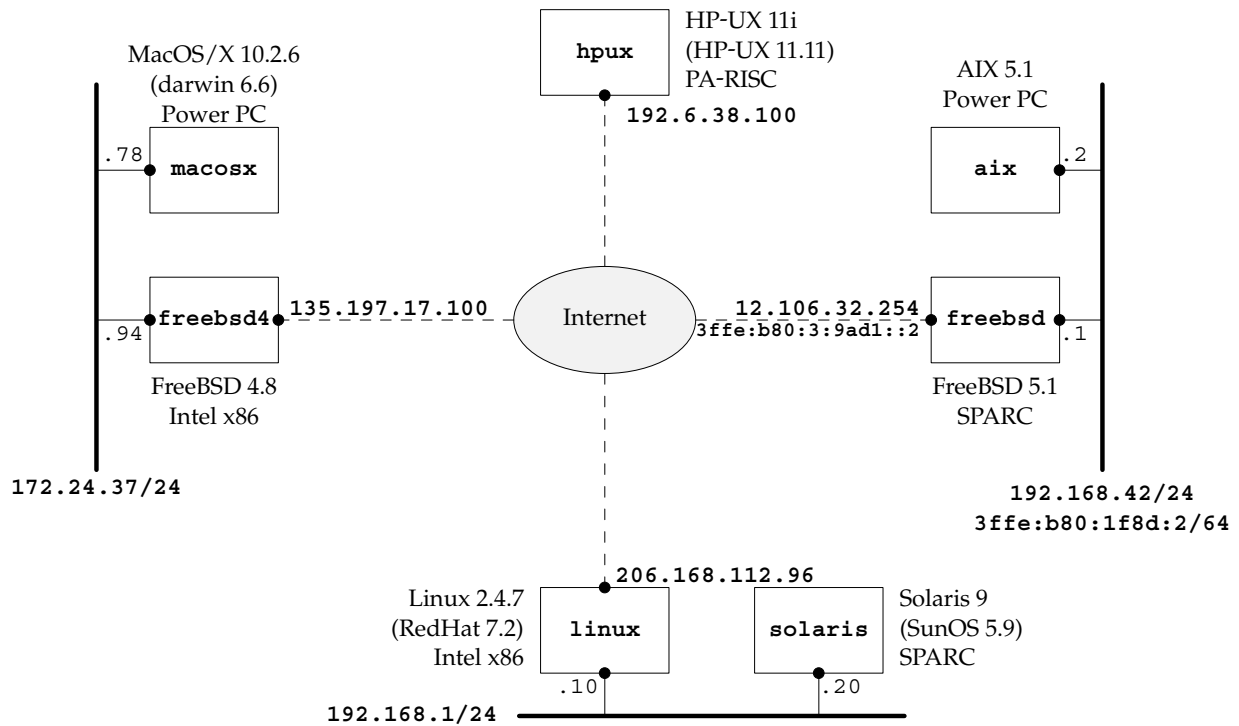 HP-UX 11i
(HP-UX 11.11)
PA-RISC
hpux
192.6.38.100
MacOS/X 10.2.6
(darwin 6.6)
Power PC
.78
macosx
AIX 5.1
Power PC
aix
.2
freebsd4
135.197.17.100
.94
FreeBSD 4.8
Intel x86
172.24.37/24
Internet
12.106.32.254
3ffe:b80:3:9ad1::2
freebsd
.1
FreeBSD 5.1
SPARC
192.168.42/24
3ffe:b80:1f8d:2/64
206.168.112.96
Linux 2.4.7
(RedHat 7.2)
Intel x86
linux
.10
solaris
Solaris 9
(SunOS 5.9)
SPARC
.20
192.168.1/24